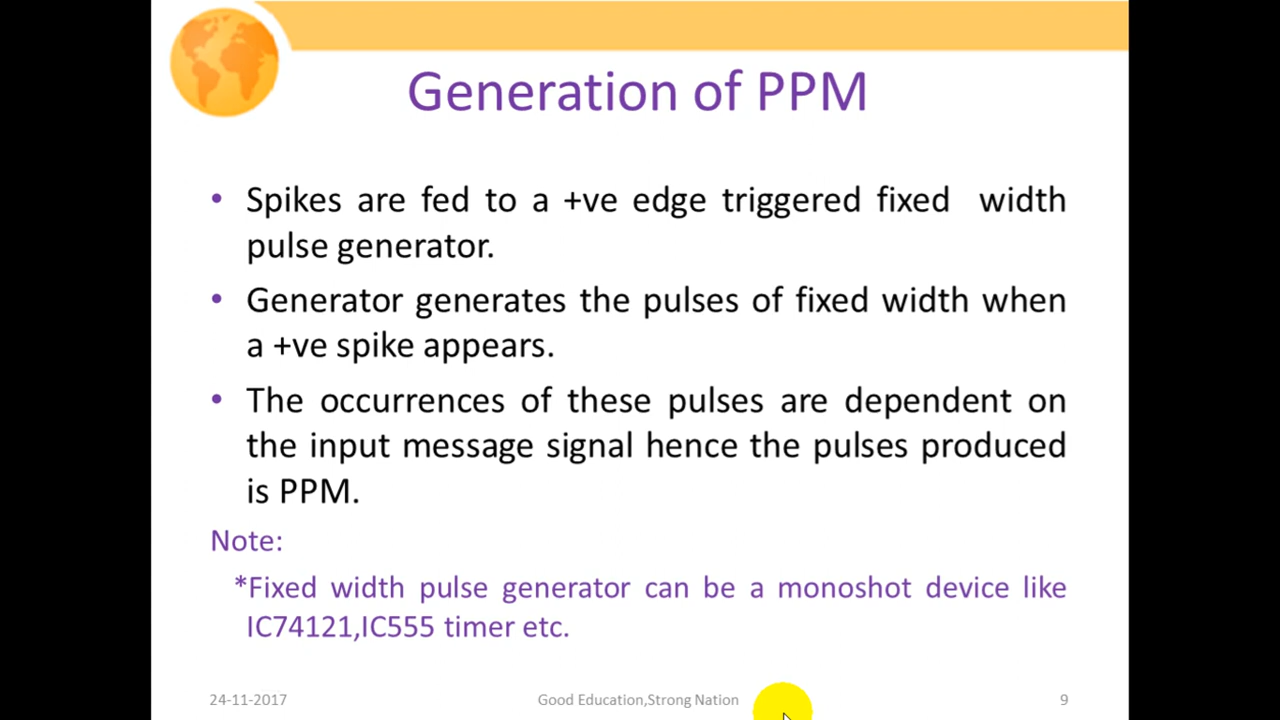 Generation of PPM
• Spikes are fed to a +ve edge triggered fixed width
pulse generator.
• Generator generates the pulses of fixed width when
a +ve spike appears.
• The occurrences of these pulses are dependent on
the input message signal hence the pulses produced
is PPM.
Note:
*Fixed width pulse generator can be a monoshot device like
IC74121,IC555 timer etc.
24-11-2017
Good Education,Strong Nation
9